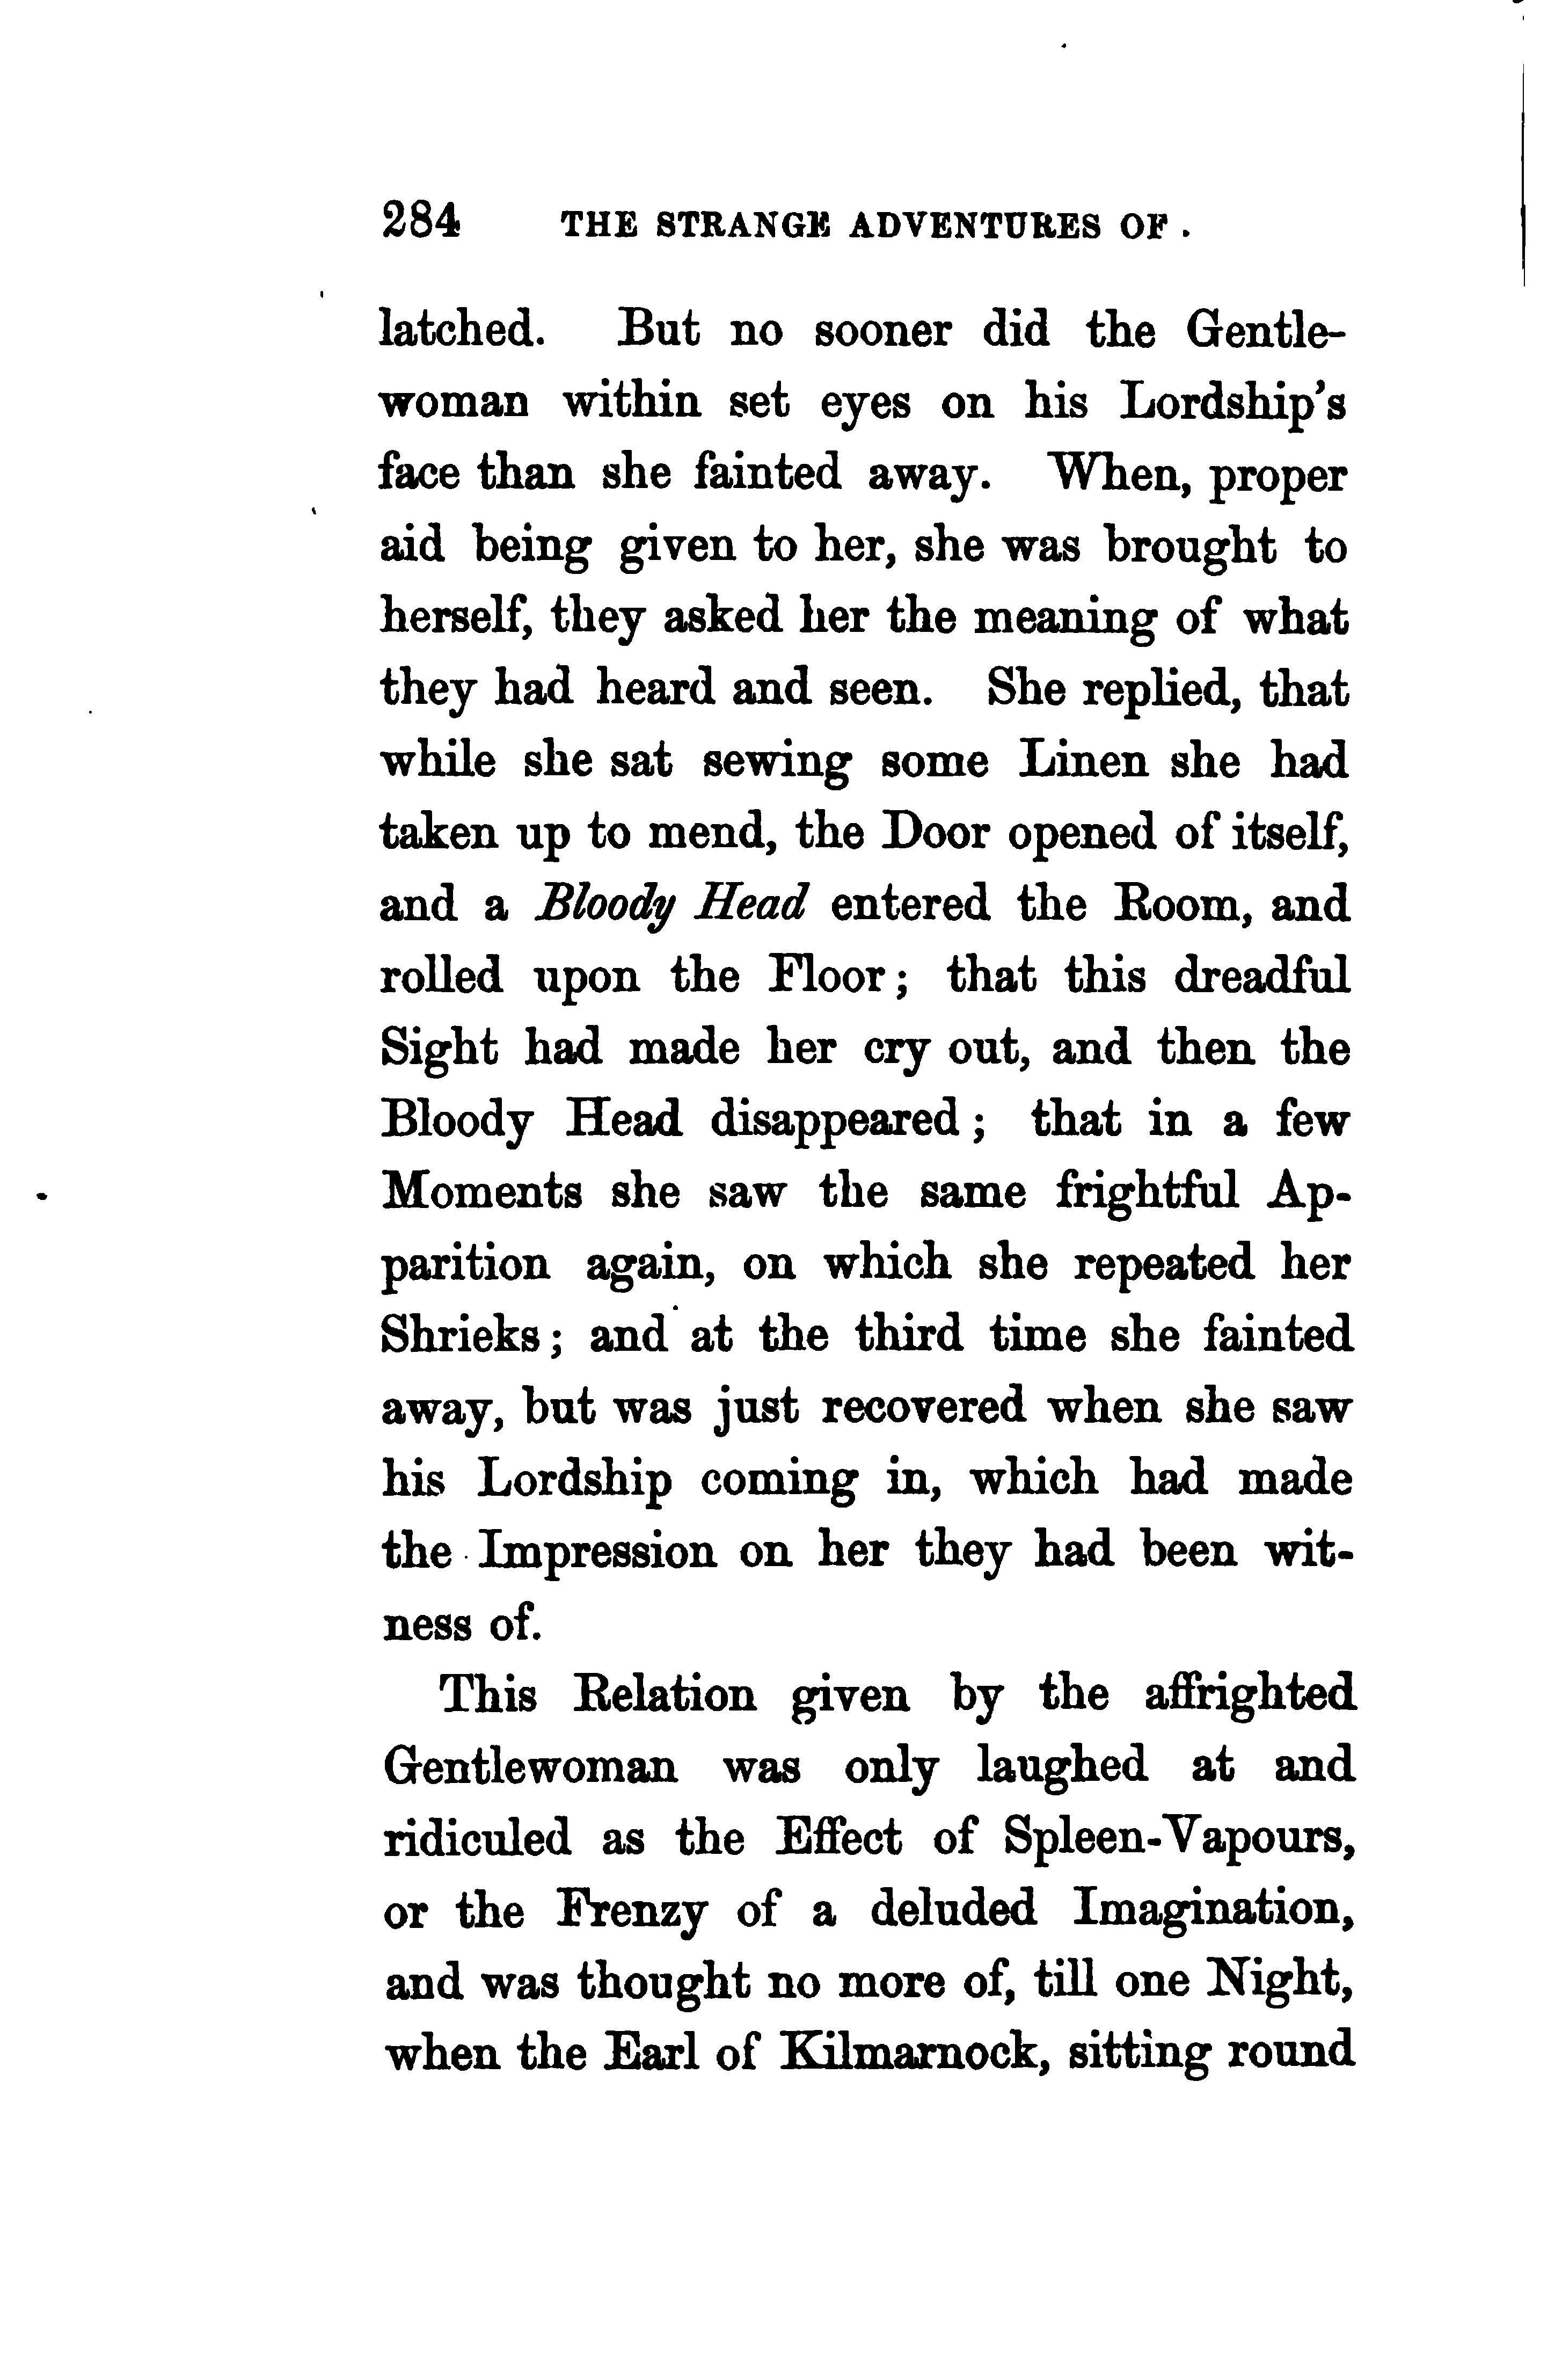 284 THE STRANGE ADVENTURES OF.
latched. But no sooner did the Gentle-
woman within set eyes on his Lordship's
face than she fainted away. When, proper
aid being given to her, she was brought to
herself, they asked her the meaning of what
they had heard and seen. She replied, that
while she sat sewing some Linen she had
taken up to mend, the Door opened of itself,
and a Bloody Head entered the Room, and
rolled upon the Floor; that this dreadful
Sight had made her cry out, and then the
Bloody Head disappeared; that in a few
Moments she saw the same frightful Ap-
parition again, on which she repeated her
Shrieks; and at the third time she fainted
away, but was just recovered when she saw
his Lordship coming in, which had made
the Impression on her they had been wit-
ness of.
This Relation given by the affrighted
Gentlewoman was only laughed at and
ridiculed as the Effect of Spleen-Vapours,
or the Frenzy of a deluded Imagination,
and was thought no more of, till one Night,
when the Earl of Kilmarnock, sitting round